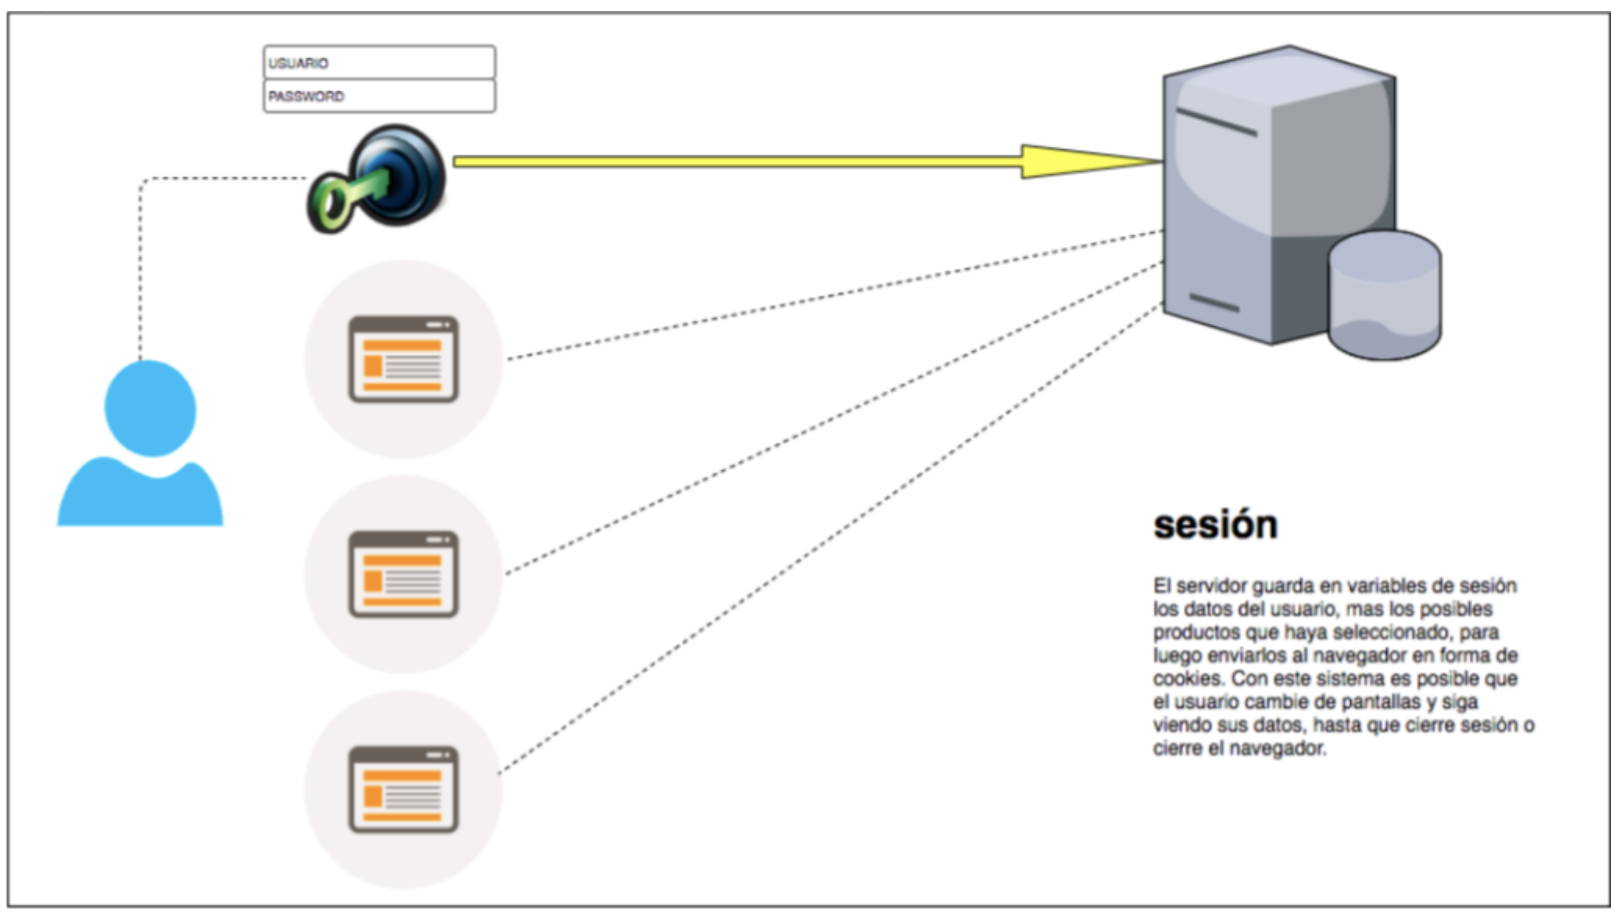 USUARIO
PASSWORD
sesión
El servidor guarda en variables de sesión
los datos del usuario, mas los posibles
productos que haya seleccionado, para
luego enviarlos al navegador en forma de
cookies. Con este sistema es posible que
el usuario cambie de pantallas y siga
viendo sus datos, hasta que cierre sesión o
cierre el navegador.